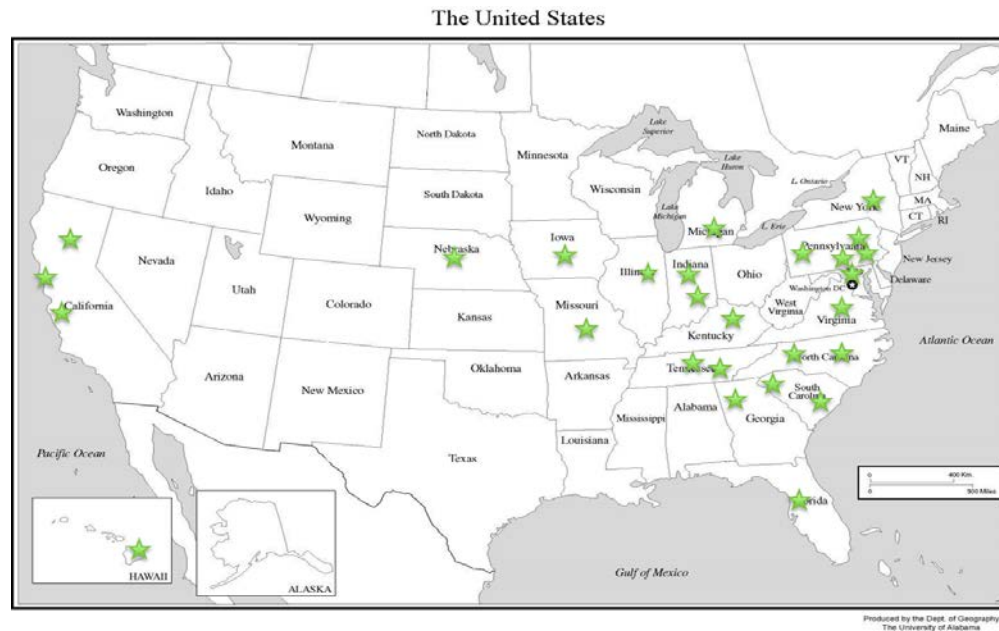 The United States
Washington
Oregon
Idaho
Montana
Wyoming
North Dakota
South Dakota
Minnesota
Wisconsin
Lake
Superior
Lake
Huron
Lake
Michigan
L. Ontario
L. Erie
Maine
VT
NH
MA
CT
RI
New York
Michigan
Pennsylvania
New Jersey
Delaware
Washington DC
Nevada
Utah
Colorado
California
Nebraska
Iowa
Kansas
Missouri
Indiana
Ohio
West
Virginia
Virginia
Kentucky
Arizona
New Mexico
Oklahoma
Arkansas
Tennessee
North Carolina
South
Carolina
Mississippi
Alabama
Georgia
Texas
Louisiana
Atlantic Ocean
Pacific Ocean
Gulf of Mexico
HAWAII
ALASKA
0 400 Km.
0 500 Miles
Produced by the Dept. of Geography
The University of Alabama